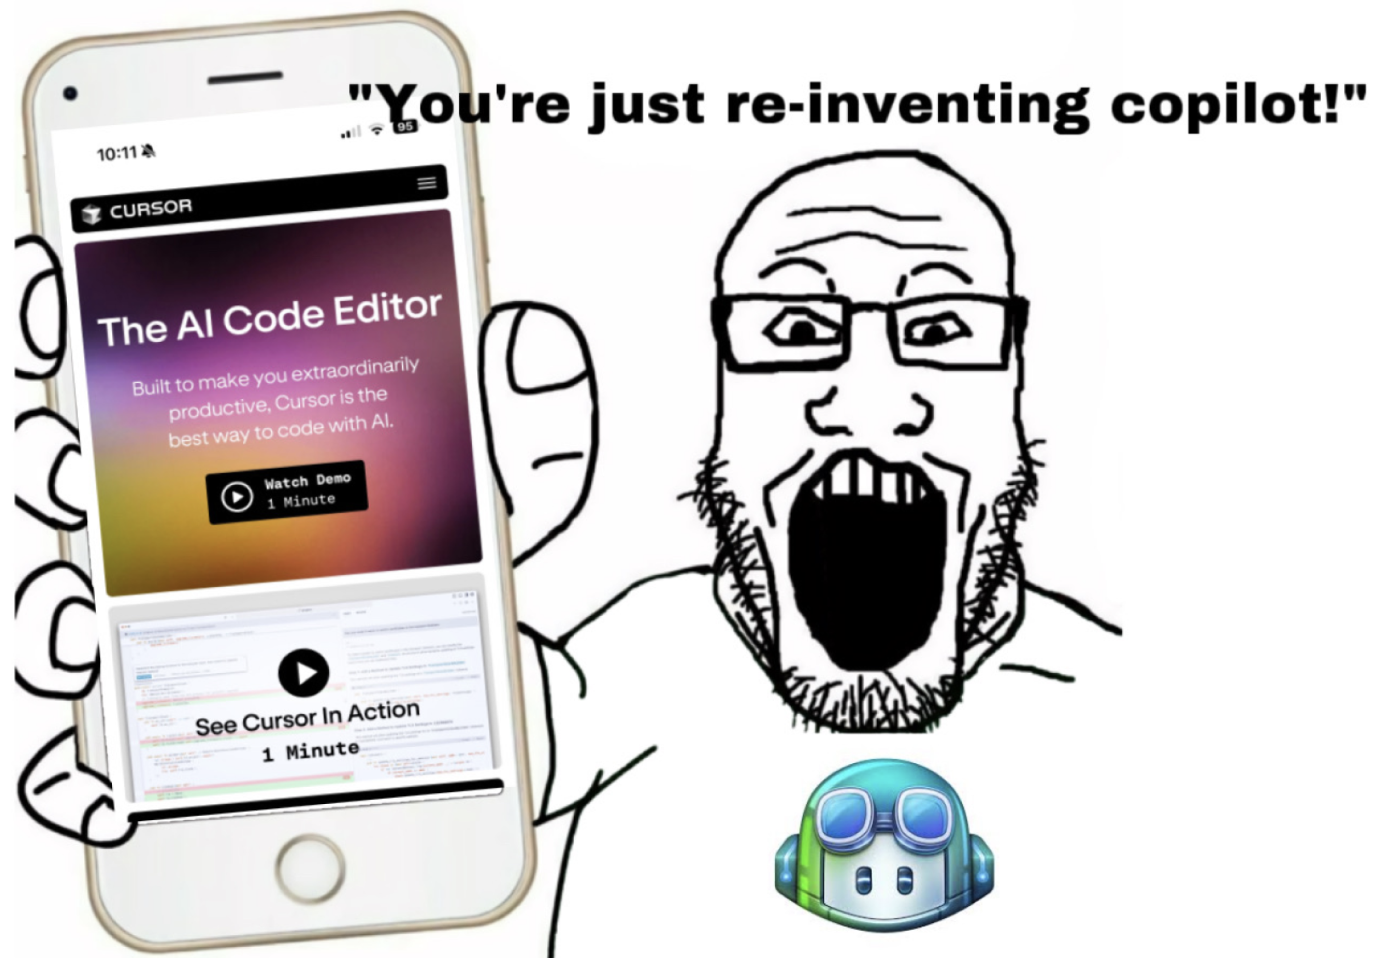 "You're just re-inventing copilot!"
10:11
95
CURSOR
The AI Code Editor
Built to make you extraordinarily
productive, Cursor is the
best way to code with AI.
Watch Demo
1 Minute
See Cursor In Action
1 Minute